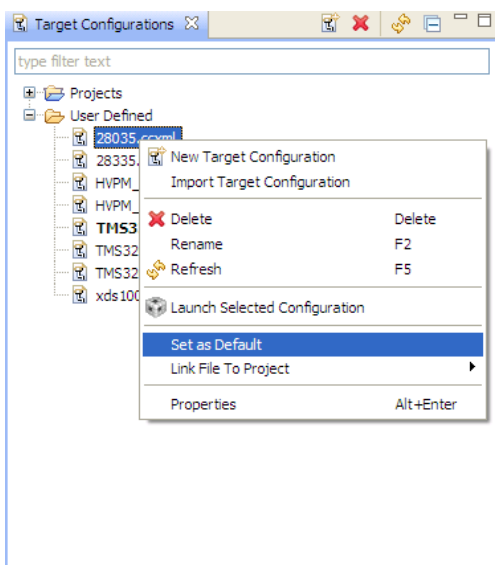 Target Configurations
type filter text
Projects
User Defined
28035.ccxml
28335.
New Target Configuration
HVPM_
Import Target Configuration
HVPM_
TMS3
Delete Delete
TMS32
Rename F2
TMS32
Refresh F5
xds100
Launch Selected Configuration
Set as Default
Link File To Project
Properties Alt+Enter